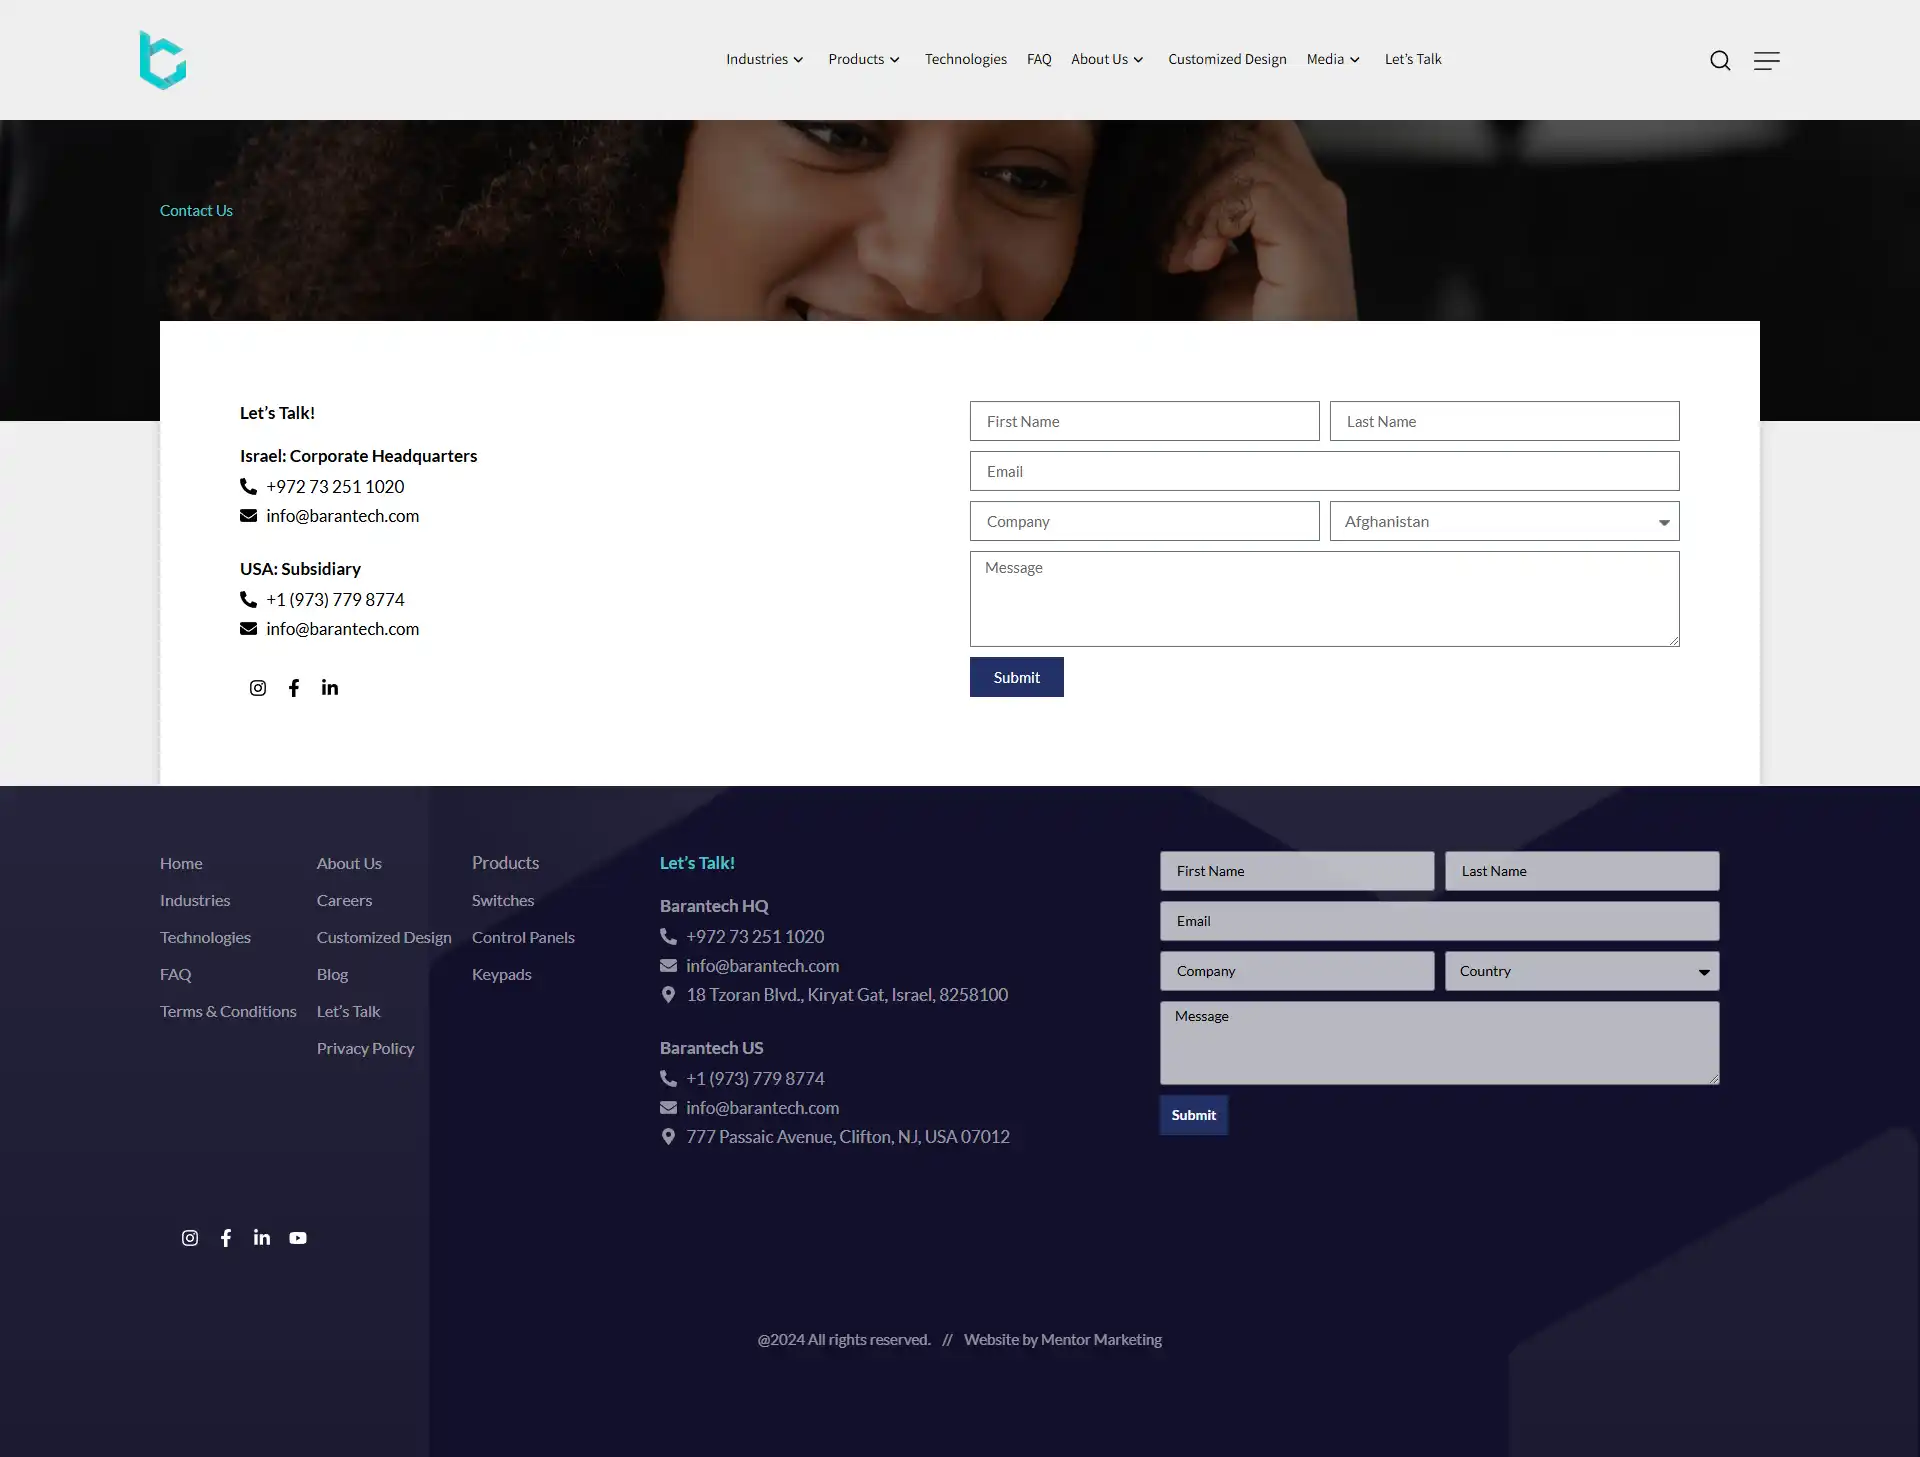 Industries
Products
Technologies
FAQ
About Us
Customized Design
Media
Let's Talk
Contact Us
Let's Talk!
Israel: Corporate Headquarters
+972 73 251 1020
info@barantech.com
USA: Subsidiary
+1 (973) 779 8774
info@barantech.com
First Name
Last Name
Email
Company
Afghanistan
Message
Submit
Home
Industries
Technologies
FAQ
Terms & Conditions
About Us
Careers
Customized Design
Blog
Let's Talk
Privacy Policy
Products
Switches
Control Panels
Keypads
Let's Talk!
Barantech HQ
+972 73 251 1020
info@barantech.com
18 Tzoran Blvd., Kiryat Gat, Israel, 8258100
Barantech US
+1 (973) 779 8774
info@barantech.com
777 Passaic Avenue, Clifton, NJ, USA 07012
First Name
Last Name
Email
Company
Country
Message
Submit
@2024 All rights reserved. // Website by Mentor Marketing